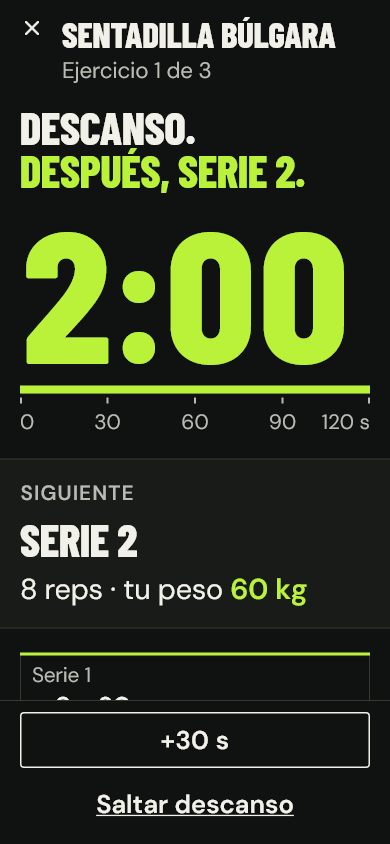 SENTADILLA BÚLGARA
Ejercicio 1 de 3
DESCANSO.
DESPUÉS, SERIE 2.
2:00
0 30 60 90 120 s
SIGUIENTE
SERIE 2
8 reps · tu peso 60 kg
Serie 1
+30 s
Saltar descanso